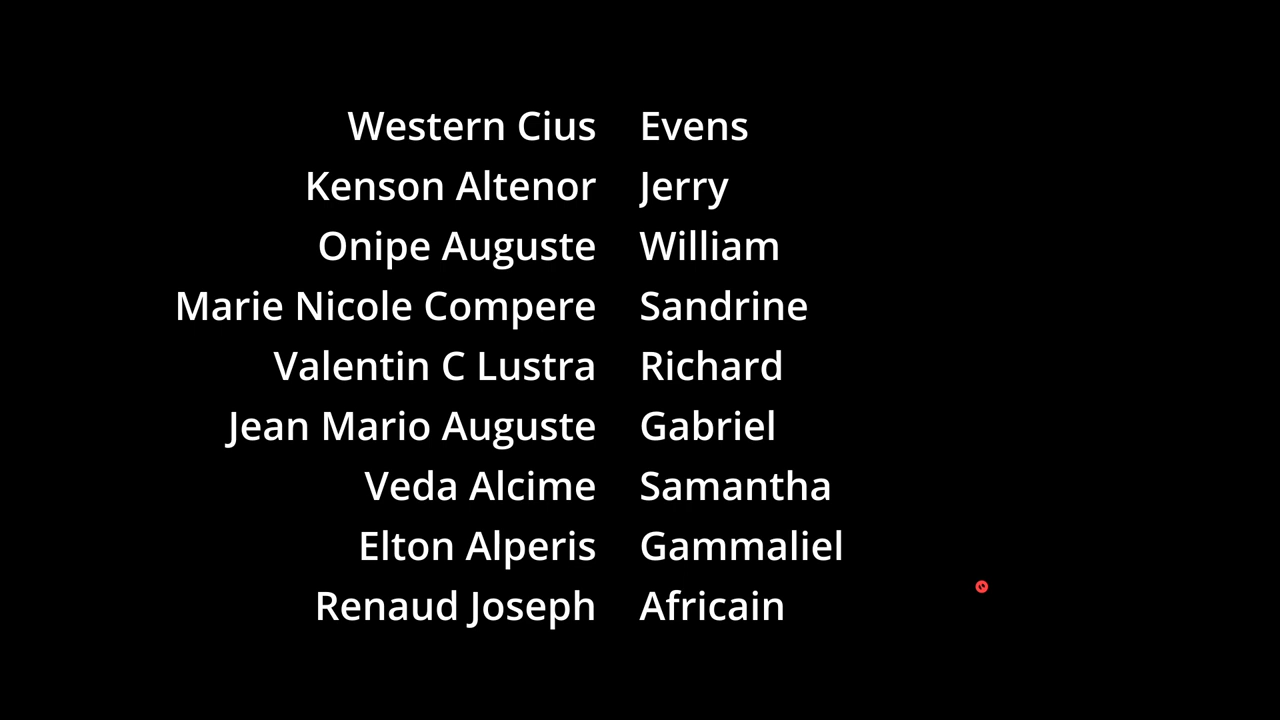 Western Cius Evens
Kenson Altenor Jerry
Onipe Auguste William
Marie Nicole Compere Sandrine
Valentin C Lustra Richard
Jean Mario Auguste Gabriel
Veda Alcime Samantha
Elton Alperis Gammaliel
Renaud Joseph Africain